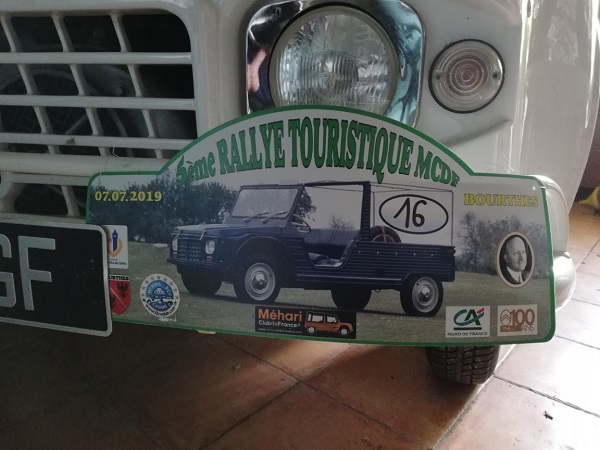 2ème RALLYE TOURISTIQUE MCDF
07.07.2019
BOURTHES
16
GF
Méhari
Club de France
CA
NORD DE FRANCE
100
ANS